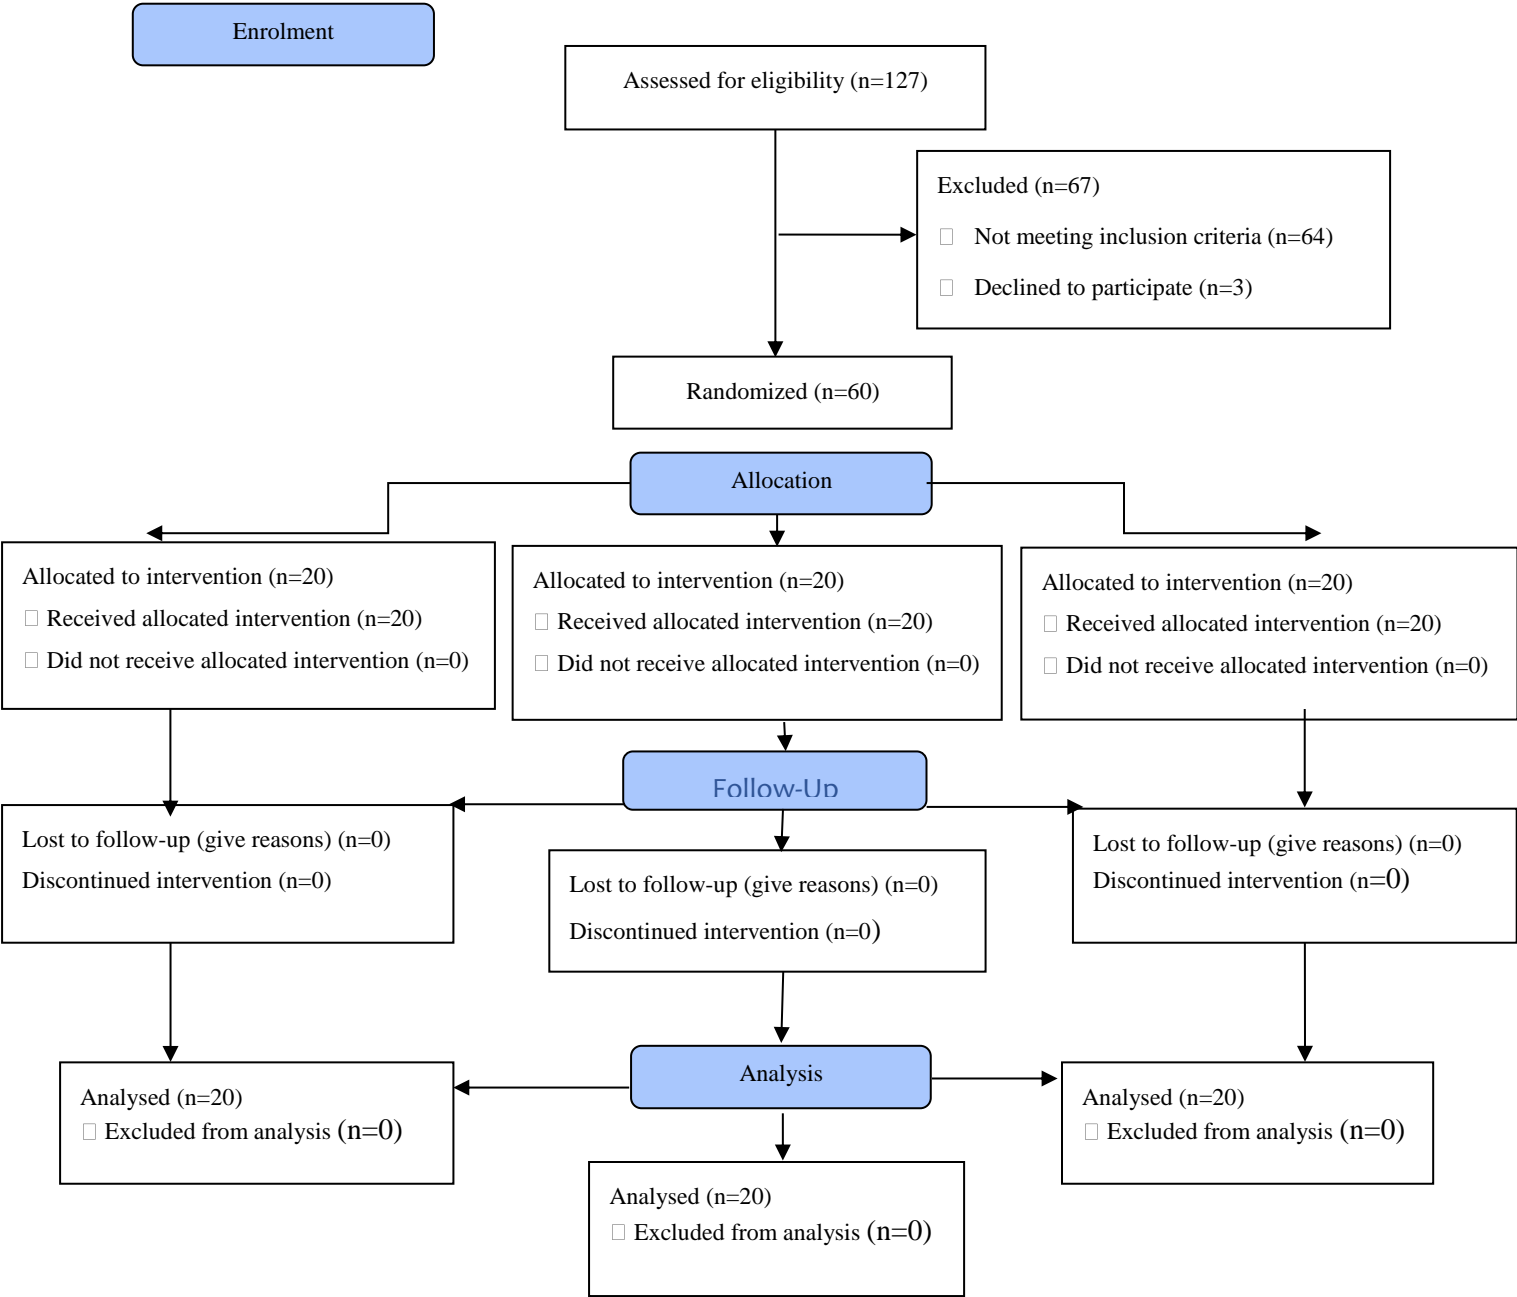 Enrolment
Assessed for eligibility (n=127)
Excluded (n=67)
Not meeting inclusion criteria (n=64)
Declined to participate (n=3)
Randomized (n=60)
Allocation
Allocated to intervention (n=20)
Received allocated intervention (n=20)
Did not receive allocated intervention (n=0)
Allocated to intervention (n=20)
Received allocated intervention (n=20)
Did not receive allocated intervention (n=0)
Allocated to intervention (n=20)
Received allocated intervention (n=20)
Did not receive allocated intervention (n=0)
Follow-Up
Lost to follow-up (give reasons) (n=0)
Discontinued intervention (n=0)
Lost to follow-up (give reasons) (n=0)
Discontinued intervention (n=0)
Lost to follow-up (give reasons) (n=0)
Discontinued intervention (n=0)
Analysis
Analysed (n=20)
Excluded from analysis (n=0)
Analysed (n=20)
Excluded from analysis (n=0)
Analysed (n=20)
Excluded from analysis (n=0)